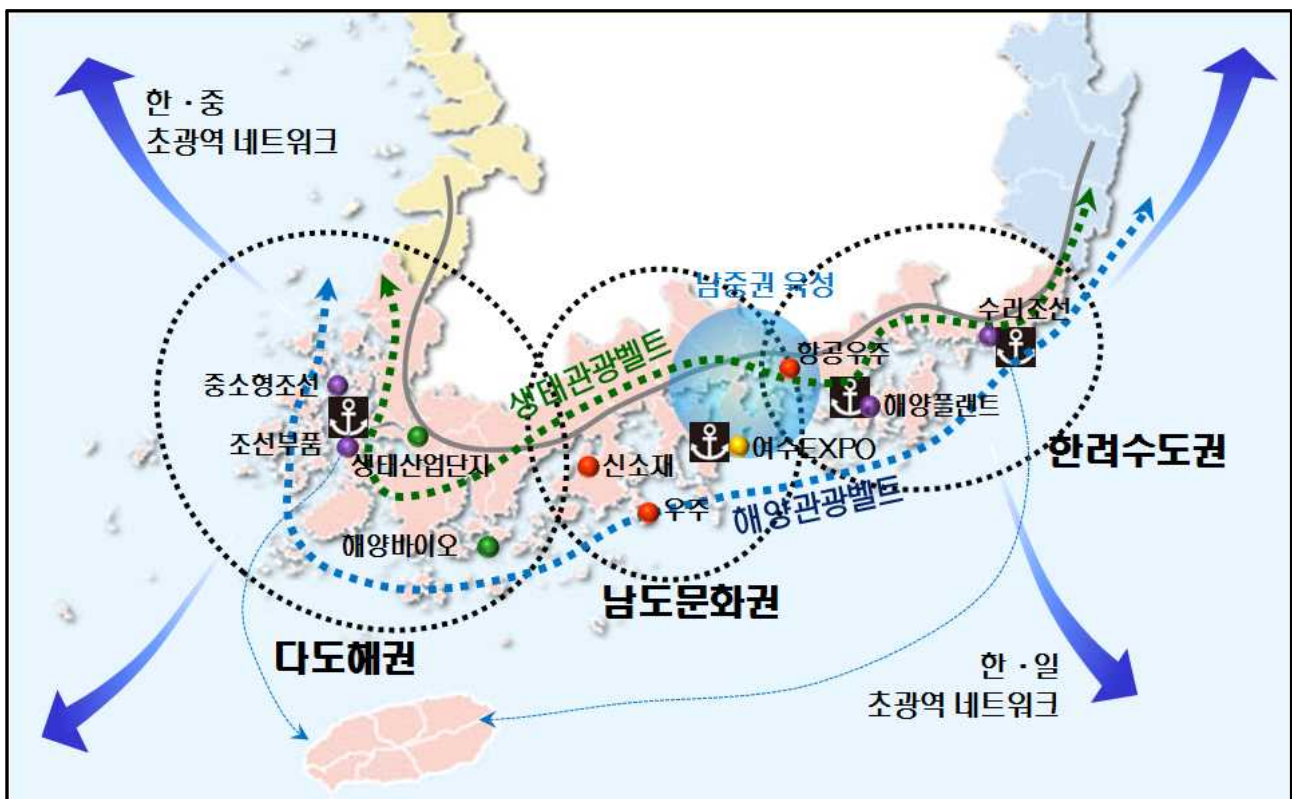 한 · 중
초광역 네트워크
남중권 육성
수리조선
항공우주
생태관광벨트
중소형조선
해양플랜트
조선부품
생태산업단지
신소재
여수EXPO
한려수도권
우주
해양관광벨트
해양바이오
남도문화권
다도해권
한 · 일
초광역 네트워크